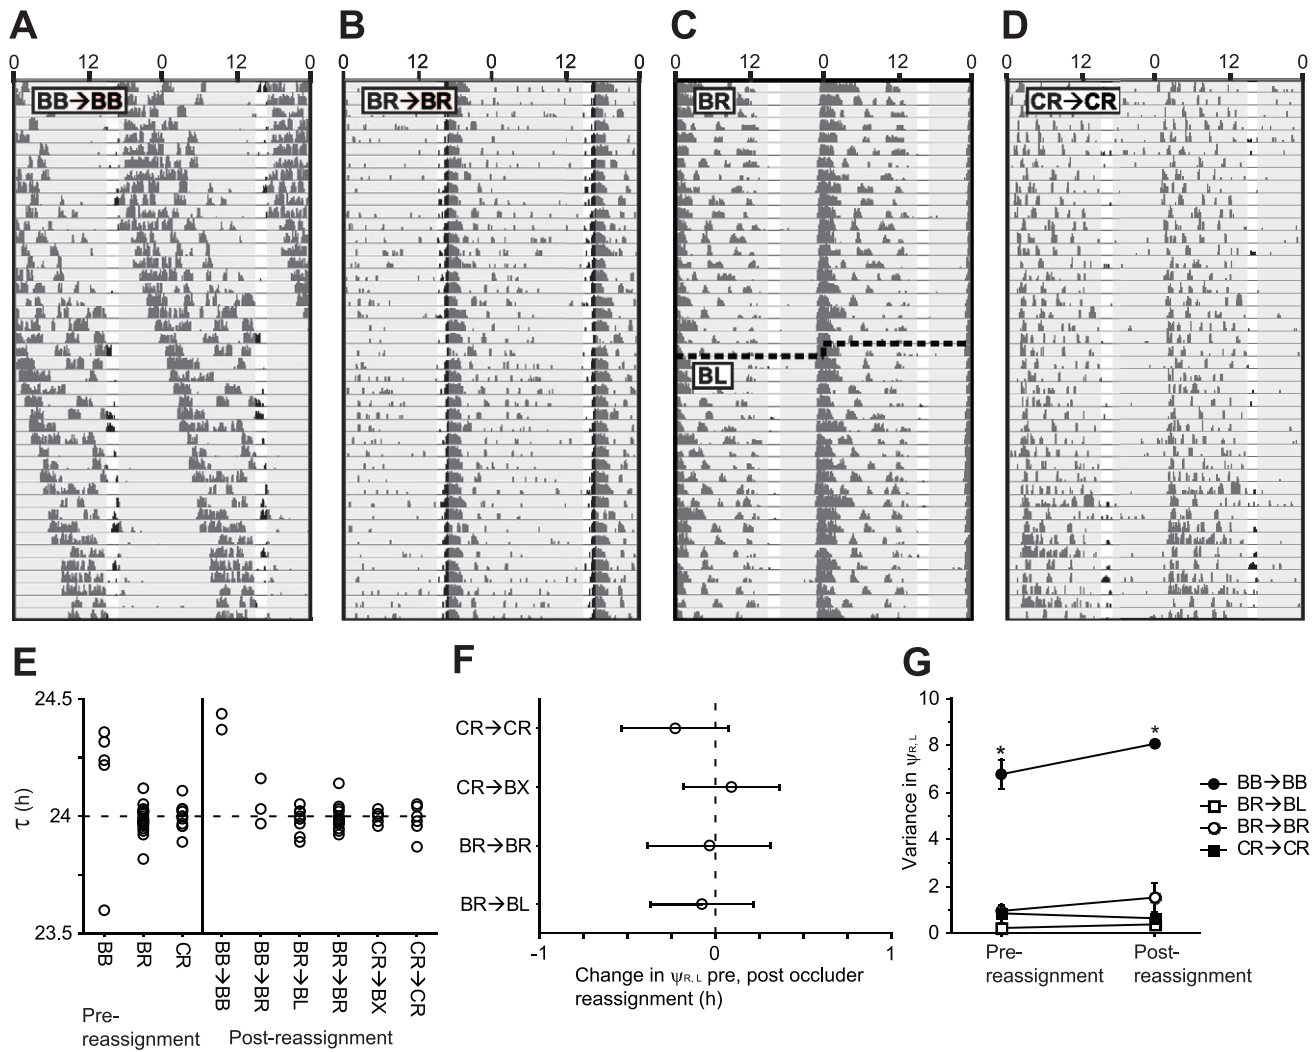 A
B
C
D
0 12 0 12 0
0 12 0 12 0
0 12 0 12 0
0 12 0 12 0
BB→BB
BR→BR
BR
CR→CR
BL
E
24.5
24
23.5
τ (h)
BB
BR
CR
BB→BB
BB→BR
BR→BL
BR→BR
CR→BX
CR→CR
Pre-
reassignment
Post-reassignment
F
CR→CR
CR→BX
BR→BR
BR→BL
-1 0 1
Change in ψR, L pre, post occluder
reassignment (h)
G
10
8
6
4
2
0
Variance in ψR, L
*
*
Pre-
reassignment
Post-
reassignment
BB→BB
BR→BL
BR→BR
CR→CR